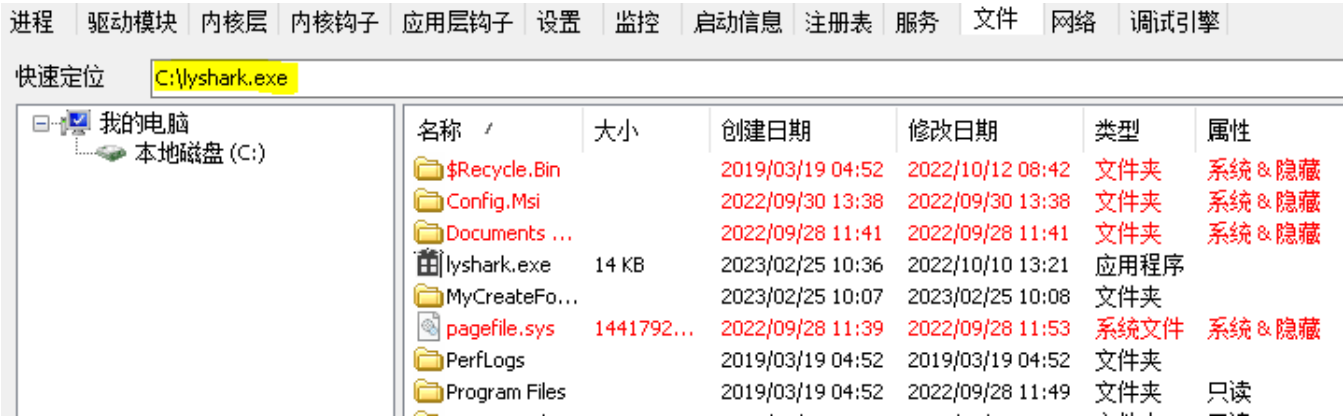 进程 驱动模块 内核层 内核钩子 应用层钩子 设置 监控 启动信息 注册表 服务 文件 网络 调试引擎
快速定位 C:\lyshark.exe
我的电脑
本地磁盘 (C:)
名称 / 大小 创建日期 修改日期 类型 属性
$Recycle.Bin 2019/03/19 04:52 2022/10/12 08:42 文件夹 系统 & 隐藏
Config.Msi 2022/09/30 13:38 2022/09/30 13:38 文件夹 系统 & 隐藏
Documents ... 2022/09/28 11:41 2022/09/28 11:41 文件夹 系统 & 隐藏
lyshark.exe 14 KB 2023/02/25 10:36 2022/10/10 13:21 应用程序
MyCreateFo... 2023/02/25 10:07 2023/02/25 10:08 文件夹
pagefile.sys 1441792... 2022/09/28 11:39 2022/09/28 11:53 系统文件 系统 & 隐藏
PerfLogs 2019/03/19 04:52 2019/03/19 04:52 文件夹
Program Files 2019/03/19 04:52 2022/09/28 11:49 文件夹 只读